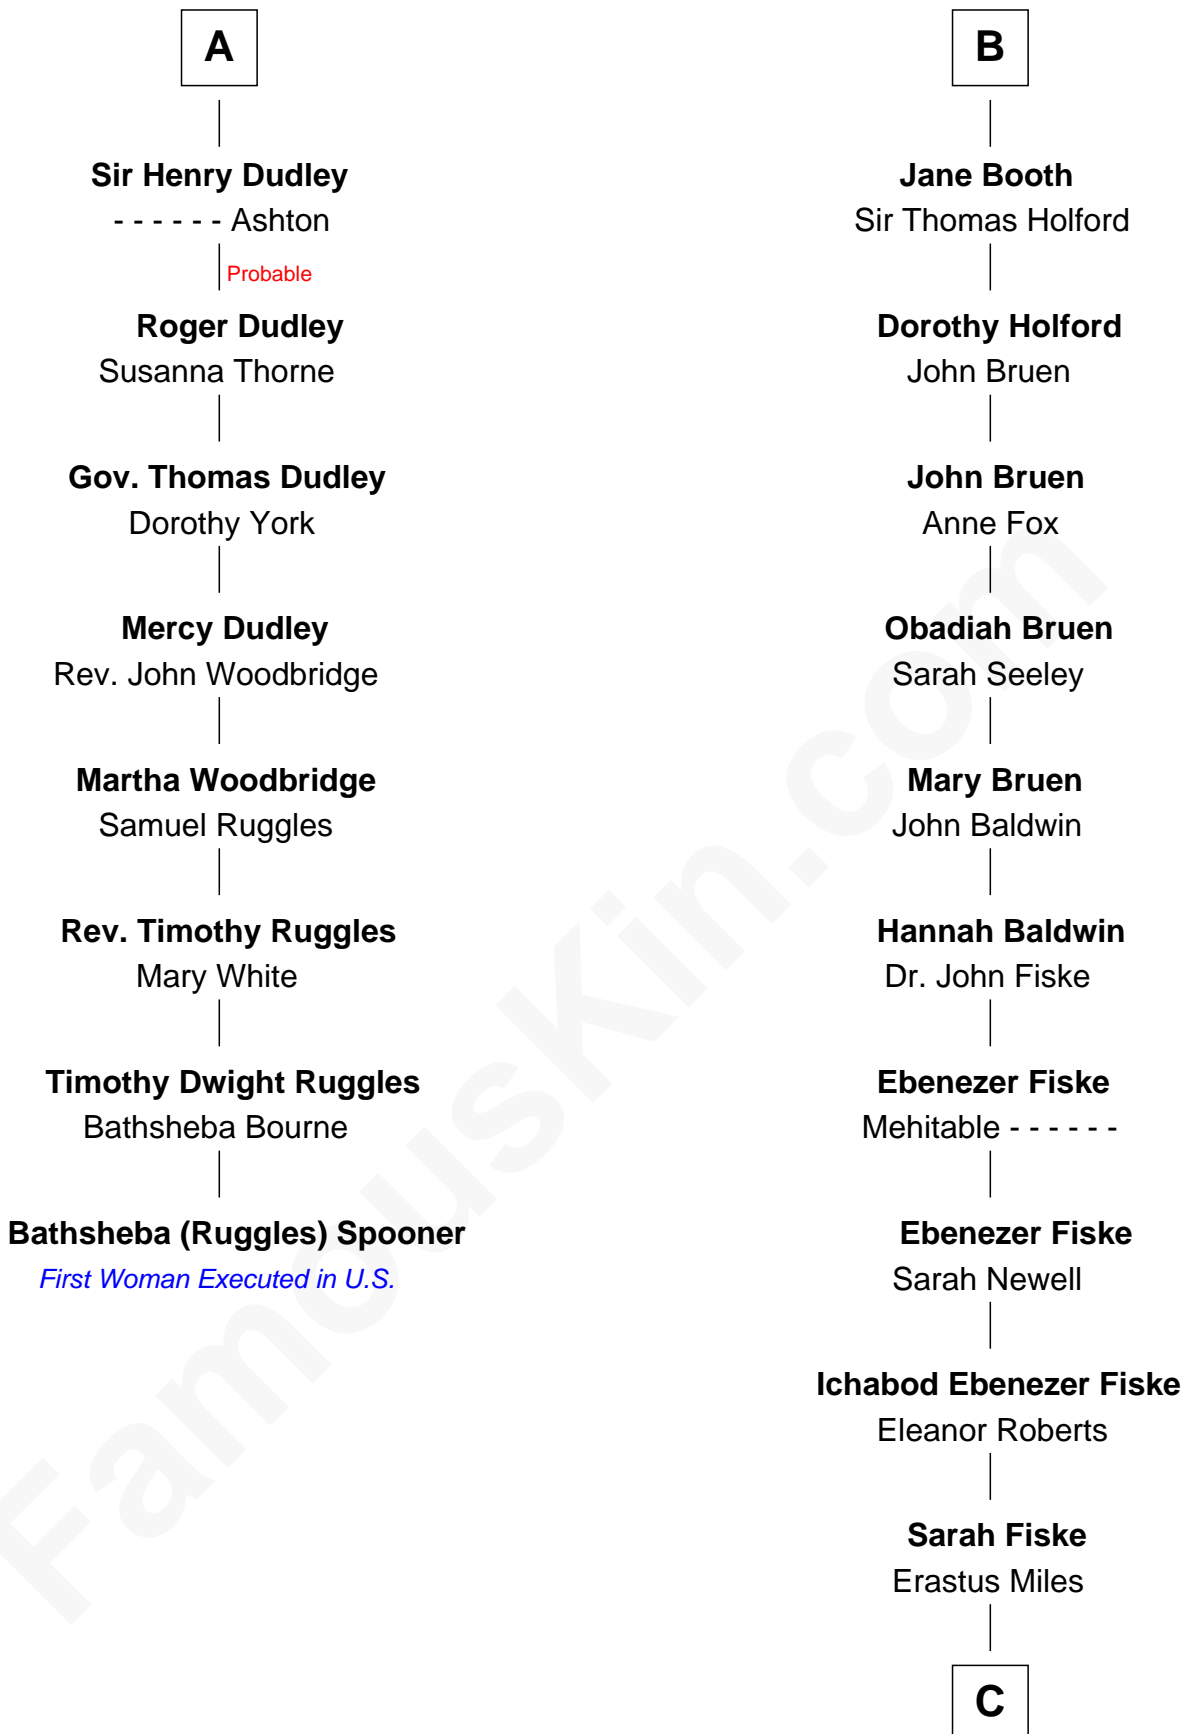 A
Sir Henry Dudley
- - - - - - Ashton
Probable
Roger Dudley
Susanna Thorne
Gov. Thomas Dudley
Dorothy York
Mercy Dudley
Rev. John Woodbridge
Martha Woodbridge
Samuel Ruggles
Rev. Timothy Ruggles
Mary White
Timothy Dwight Ruggles
Bathsheba Bourne
Bathsheba (Ruggles) Spooner
First Woman Executed in U.S.
B
Jane Booth
Sir Thomas Holford
Dorothy Holford
John Bruen
John Bruen
Anne Fox
Obadiah Bruen
Sarah Seeley
Mary Bruen
John Baldwin
Hannah Baldwin
Dr. John Fiske
Ebenezer Fiske
Mehitable - - - - - -
Ebenezer Fiske
Sarah Newell
Ichabod Ebenezer Fiske
Eleanor Roberts
Sarah Fiske
Erastus Miles
C
FamousKin.com